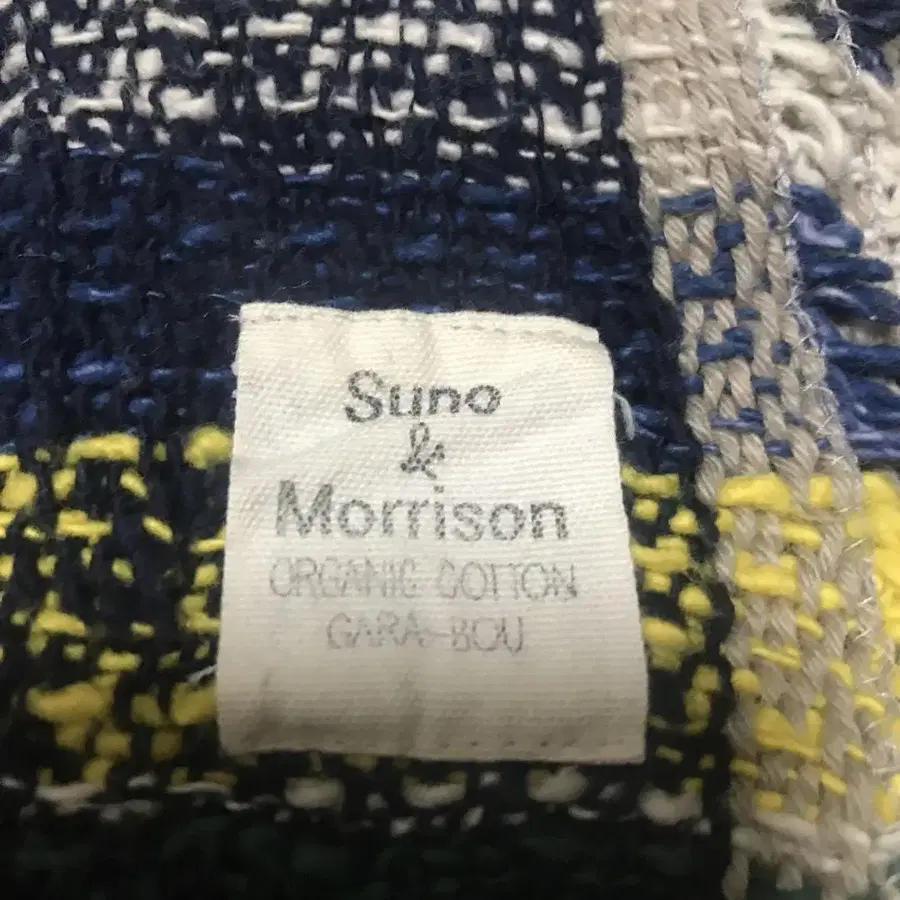 Suno
&
Morrison
ORGANIC COTTON
GARA-BOU